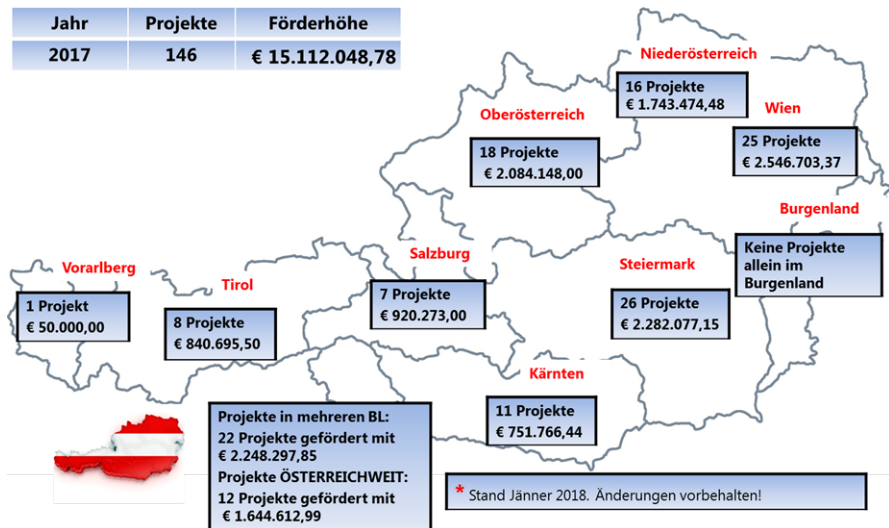 Jahr Projekte Förderhöhe
2017 146 € 15.112.048,78
Niederösterreich
16 Projekte
€ 1.743.474,48
Wien
25 Projekte
€ 2.546.703,37
Oberösterreich
18 Projekte
€ 2.084.148,00
Burgenland
Keine Projekte
allein im
Burgenland
Vorarlberg
1 Projekt
€ 50.000,00
Tirol
8 Projekte
€ 840.695,50
Salzburg
7 Projekte
€ 920.273,00
Steiermark
26 Projekte
€ 2.282.077,15
Kärnten
11 Projekte
€ 751.766,44
Projekte in mehreren BL:
22 Projekte gefördert mit
€ 2.248.297,85
Projekte ÖSTERREICHWEIT:
12 Projekte gefördert mit
€ 1.644.612,99
* Stand Jänner 2018. Änderungen vorbehalten!